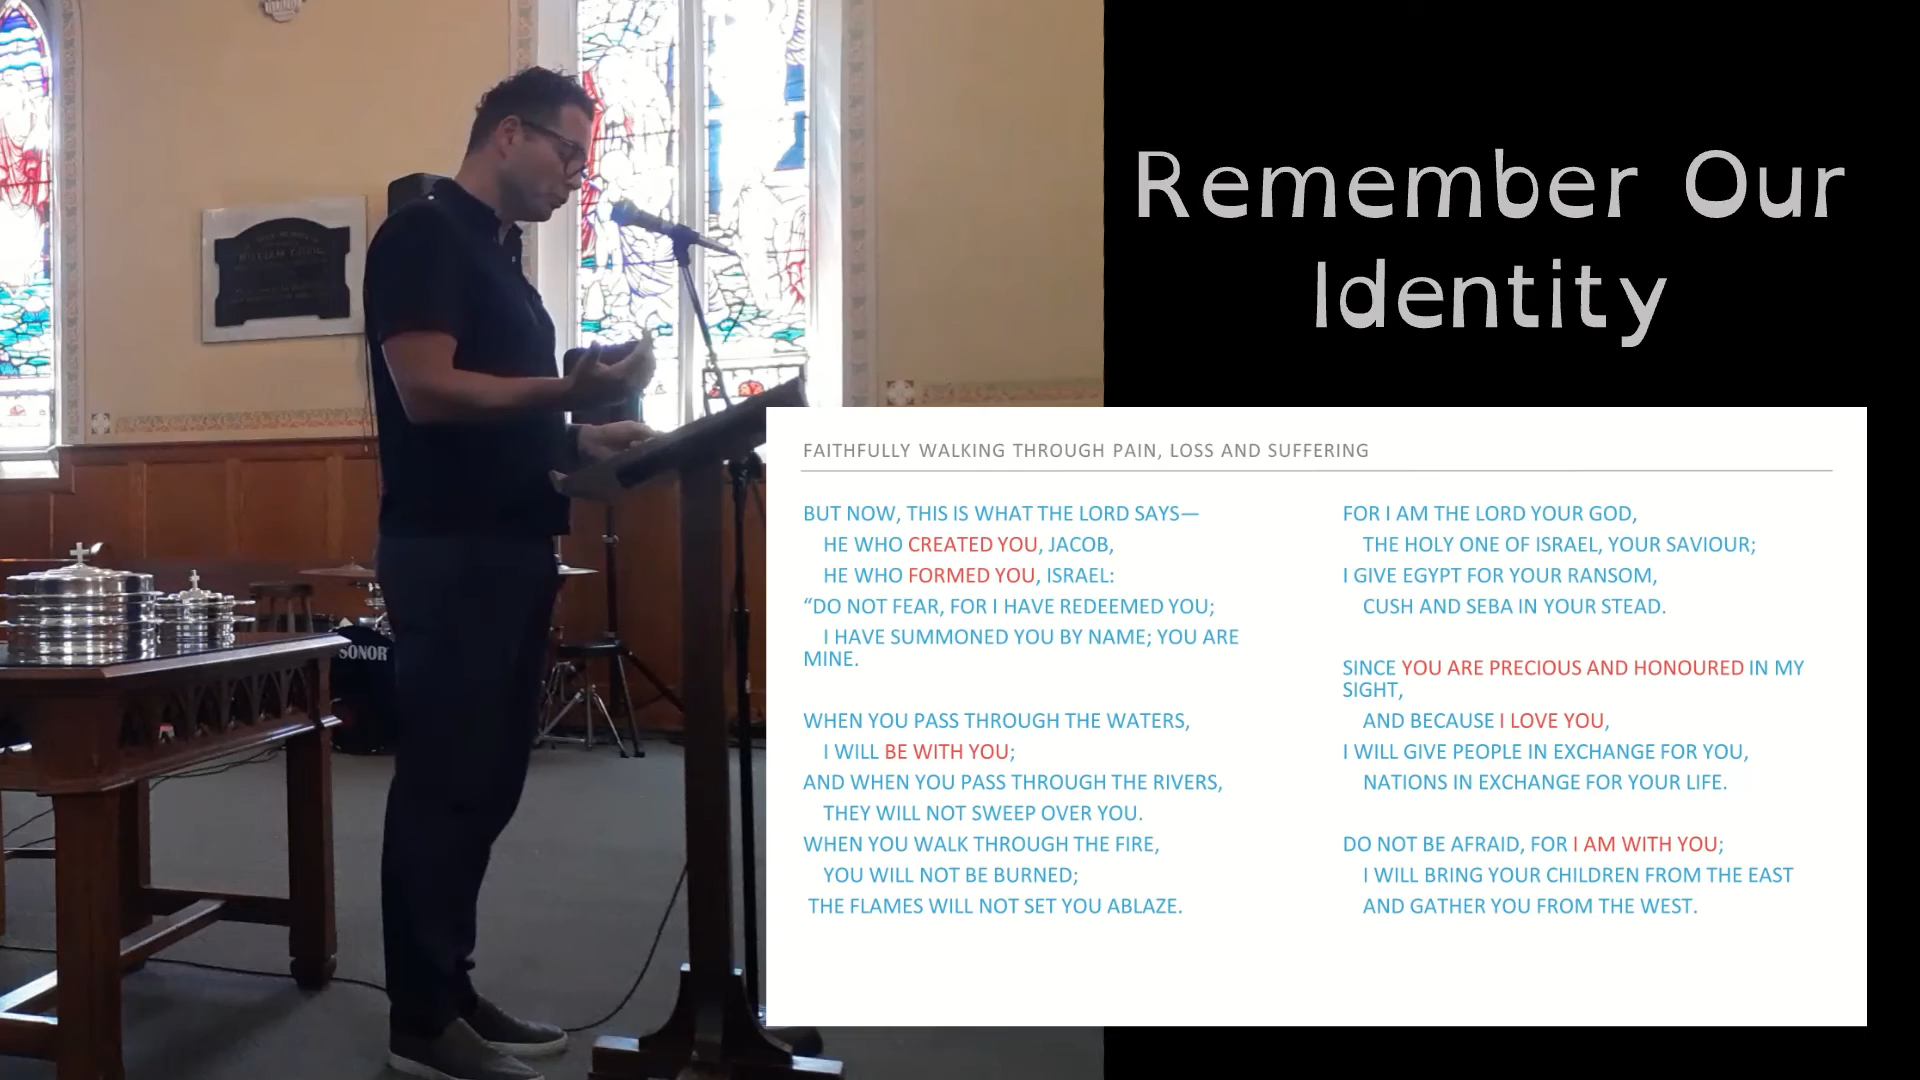 Remember Our
Identity
FAITHFULLY WALKING THROUGH PAIN, LOSS AND SUFFERING
BUT NOW, THIS IS WHAT THE LORD SAYS—
HE WHO CREATED YOU, JACOB,
HE WHO FORMED YOU, ISRAEL:
“DO NOT FEAR, FOR I HAVE REDEEMED YOU;
I HAVE SUMMONED YOU BY NAME; YOU ARE
MINE.
WHEN YOU PASS THROUGH THE WATERS,
I WILL BE WITH YOU;
AND WHEN YOU PASS THROUGH THE RIVERS,
THEY WILL NOT SWEEP OVER YOU.
WHEN YOU WALK THROUGH THE FIRE,
YOU WILL NOT BE BURNED;
THE FLAMES WILL NOT SET YOU ABLAZE.
FOR I AM THE LORD YOUR GOD,
THE HOLY ONE OF ISRAEL, YOUR SAVIOUR;
I GIVE EGYPT FOR YOUR RANSOM,
CUSH AND SEBA IN YOUR STEAD.
SINCE YOU ARE PRECIOUS AND HONOURED IN MY
SIGHT,
AND BECAUSE I LOVE YOU,
I WILL GIVE PEOPLE IN EXCHANGE FOR YOU,
NATIONS IN EXCHANGE FOR YOUR LIFE.
DO NOT BE AFRAID, FOR I AM WITH YOU;
I WILL BRING YOUR CHILDREN FROM THE EAST
AND GATHER YOU FROM THE WEST.
SONOR